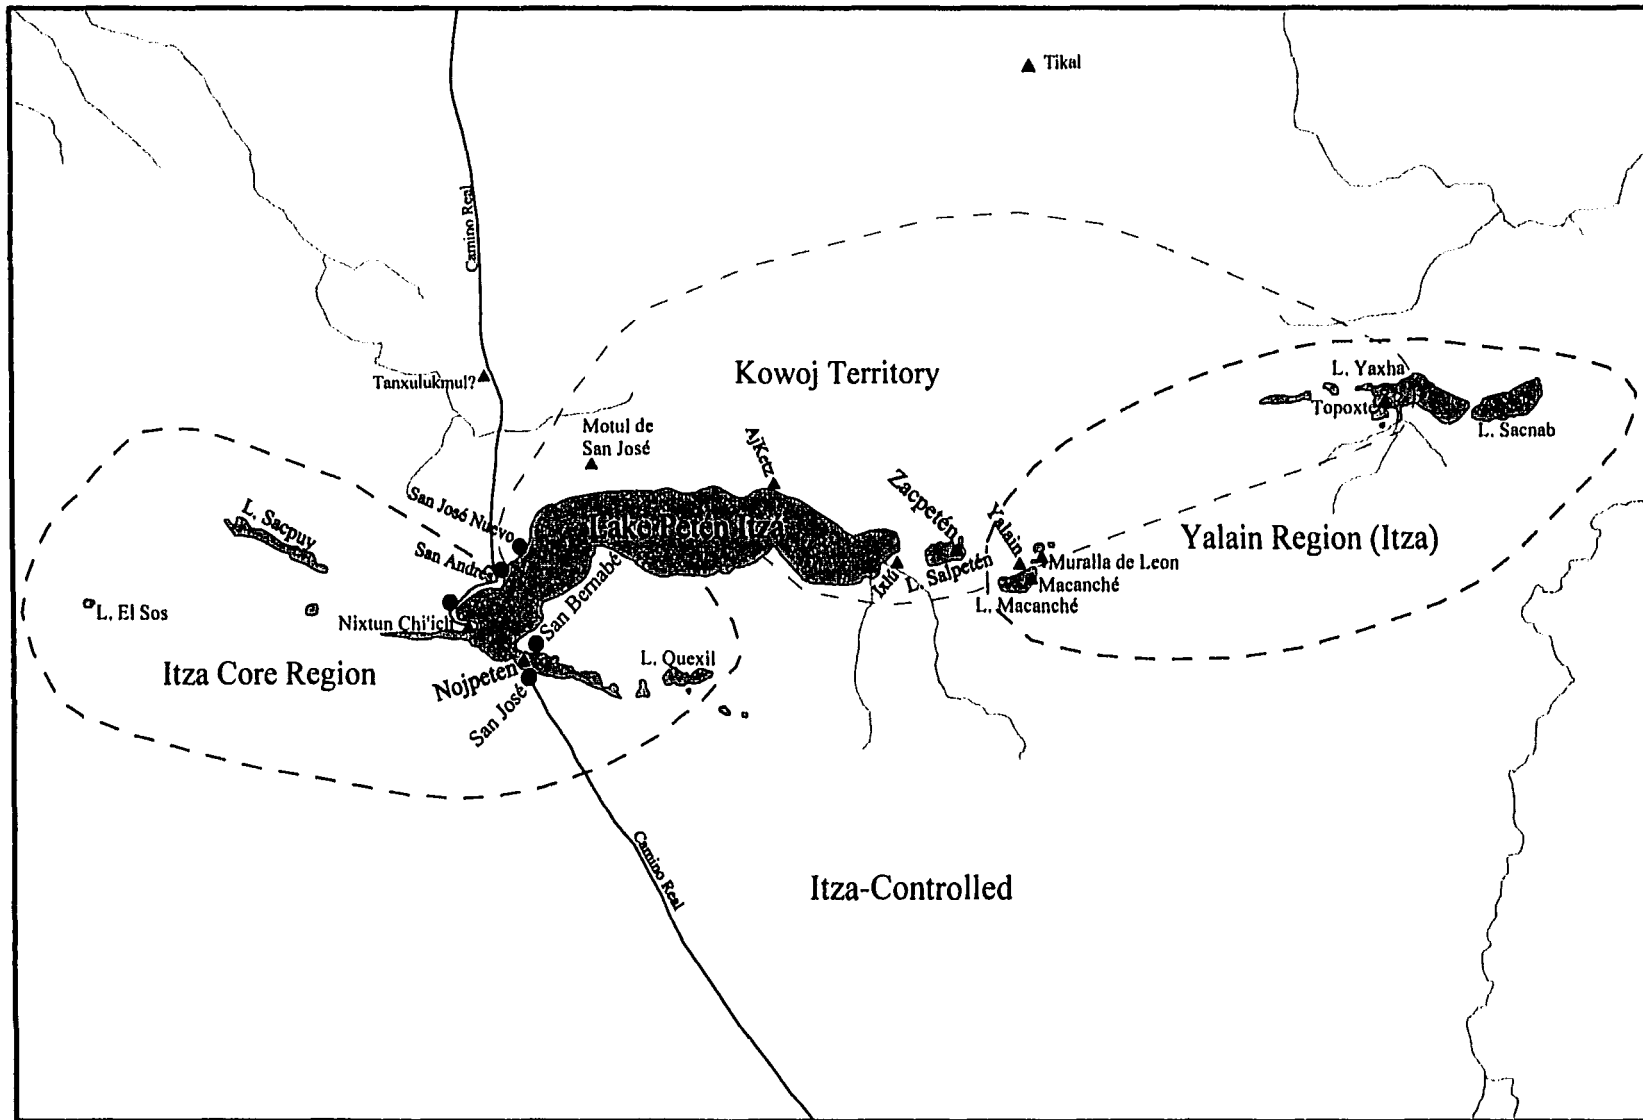 Tikal
Camino Real
Kowoj Territory
Tanxulukmul?
L. Yaxha
Topoxte
L. Sacnab
Motul de
San José
AjKetz
Zacpetén
Yalain
San José Nuevo
L. Sacpuy
Lake Petén Itzá
San Andrés
Yalain Region (Itza)
Muralla de Leon
Macanché
L. Macanché
L. Salpetén
Ixlú
San Bernabé
L. El Sos
Nixtun Chi'ich
Itza Core Region
Nojpeten
L. Quexil
San José
Camino Real
Itza-Controlled